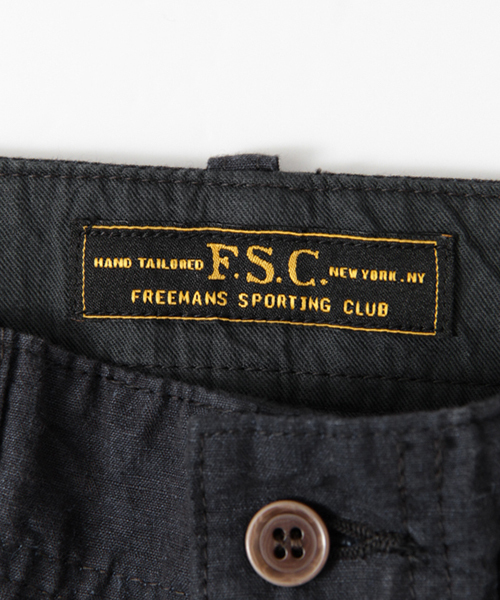 HAND TAILORED F.S.C. NEW YORK.NY
FREEMANS SPORTING CLUB